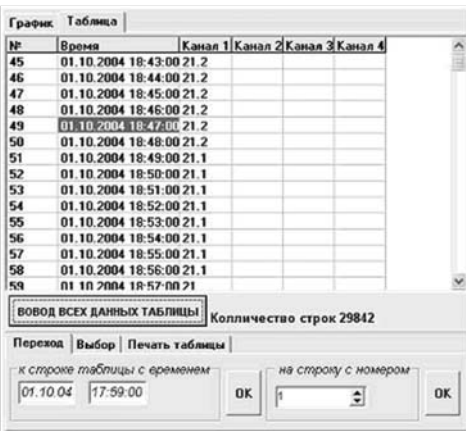 График Таблица
№ Время Канал 1 Канал 2 Канал 3 Канал 4
45 01.10.2004 18:43:00 21.2
46 01.10.2004 18:44:00 21.2
47 01.10.2004 18:45:00 21.2
48 01.10.2004 18:46:00 21.2
49 01.10.2004 18:47:00 21.2
50 01.10.2004 18:48:00 21.2
51 01.10.2004 18:49:00 21.1
52 01.10.2004 18:50:00 21.1
53 01.10.2004 18:51:00 21.1
54 01.10.2004 18:52:00 21.1
55 01.10.2004 18:53:00 21.1
56 01.10.2004 18:54:00 21.1
57 01.10.2004 18:55:00 21.1
58 01.10.2004 18:56:00 21.1
59 01.10.2004 18:57:00 21
ВОВОД ВСЕХ ДАННЫХ ТАБЛИЦЫ Колличество строк 29842
Переход Выбор Печать таблицы
к строке таблицы с временем на строку с номером
01.10.04 17:59:00 OK 1 OK